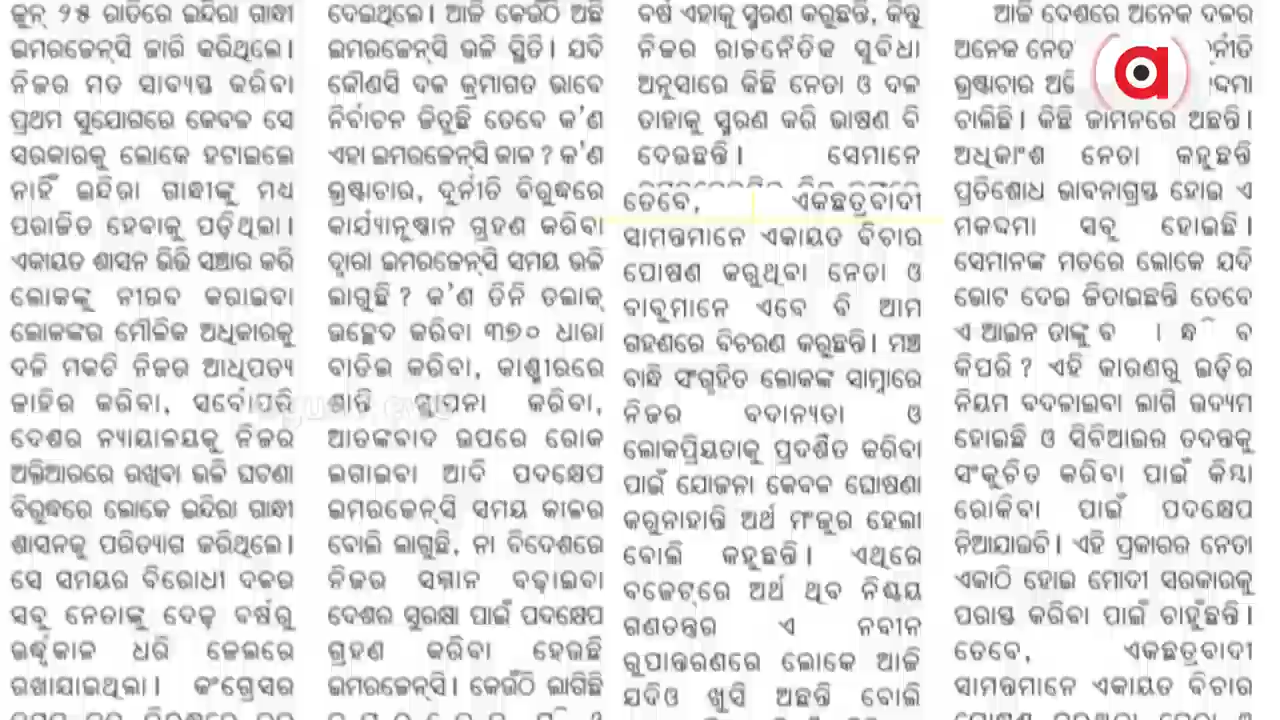 ଜୁନ୍ ୨୫ ରାତିରେ ଇନ୍ଦିରା ଗାନ୍ଧୀ
ଇମରଜେନ୍‌ସି ଜାରି କରିଥିଲେ।
ନିଜର ମତ ସାବ୍ୟସ୍ତ କରିବା
ପ୍ରଥମ ସୁଯୋଗରେ କେବଳ ସେ
ସରକାରକୁ ଲୋକେ ହଟାଇଲେ
ନାହିଁ ଇନ୍ଦିରା ଗାନ୍ଧୀଙ୍କୁ ମଧ୍ୟ
ପରାଜିତ ହେବାକୁ ପଡ଼ିଥିଲା।
ଏକାୟତ ଶାସନ ଭିତ୍ତି ସଞ୍ଚାର କରି
ଲୋକଙ୍କୁ ନୀରବ କରାଇବା
ଲୋକଙ୍କର ମୌଳିକ ଅଧିକାରକୁ
ଦଳି ମକଚି ନିଜର ଆଧିପତ୍ୟ
ଜାହିର କରିବା, ସର୍ବୋପରି
ଦେଶର ନ୍ୟାୟାଳୟକୁ ନିଜର
ଅକ୍ତିଆରରେ ରଖିବା ଭଳି ଘଟଣା
ବିରୁଦ୍ଧରେ ଲୋକେ ଇନ୍ଦିରା ଗାନ୍ଧୀ
ଶାସନକୁ ପରିତ୍ୟାଗ କରିଥିଲେ।
ସେ ସମୟର ବିରୋଧୀ ଦଳର
ସବୁ ନେତାଙ୍କୁ ଦେଢ଼ ବର୍ଷରୁ
ଊର୍ଦ୍ଧ୍ୱକାଳ ଧରି ଜେଲରେ
ରଖାଯାଇଥିଲା। କଂଗ୍ରେସର
ଦେଇଥିଲେ। ଆଜି କେଉଁଠି ଅଛି
ଇମରଜେନ୍‌ସି ଭଳି ସ୍ଥିତି। ଯଦି
କୌଣସି ଦଳ କ୍ରମାଗତ ଭାବେ
ନିର୍ବାଚନ ଜିତୁଛି ତେବେ କ'ଣ
ଏହା ଇମରଜେନ୍‌ସି କାଳ ? କ'ଣ
ଭ୍ରଷ୍ଟାଚାର, ଦୁର୍ନୀତି ବିରୁଦ୍ଧରେ
କାର୍ଯ୍ୟାନୁଷ୍ଠାନ ଗ୍ରହଣ କରିବା
ଦ୍ୱାରା ଇମରଜେନ୍‌ସି ସମୟ ଭଳି
ଲାଗୁଛି ? କ'ଣ ତିନି ତଲାକ୍
ଉଚ୍ଛେଦ କରିବା ୩୭୦ ଧାରା
ବାତିଲ କରିବା, କାଶ୍ମୀରରେ
ଶାନ୍ତି ସ୍ଥାପନା କରିବା,
ଆତଙ୍କବାଦ ଉପରେ ରୋକ
ଲଗାଇବା ଆଦି ପଦକ୍ଷେପ
ଇମରଜେନ୍‌ସି ସମୟ କାଳର
ବୋଲି ଲାଗୁଛି, ନା ବିଦେଶରେ
ନିଜର ସମ୍ମାନ ବଢ଼ାଇବା
ଦେଶର ସୁରକ୍ଷା ପାଇଁ ପଦକ୍ଷେପ
ଗ୍ରହଣ କରିବା ହେଉଛି
ଇମରଜେନ୍‌ସି। କେଉଁଠି ଲାଗିଛି
ବର୍ଷ ଏହାକୁ ସ୍ମରଣ କରୁଛନ୍ତି, କିନ୍ତୁ
ନିଜର ରାଜନୈତିକ ସୁବିଧା
ଅନୁସାରେ କିଛି ନେତା ଓ ଦଳ
ତାହାକୁ ସ୍ମରଣ କରି ଭାଷଣ ବି
ଦେଉଛନ୍ତି। ସେମାନେ
ତେବେ, ଏକଛତ୍ରବାଦୀ
ସାମନ୍ତମାନେ ଏକାୟତ ବିଚାର
ପୋଷଣ କରୁଥିବା ନେତା ଓ
ବାବୁମାନେ ଏବେ ବି ଆମ
ଗହଣରେ ବିଚରଣ କରୁଛନ୍ତି। ମଞ୍ଚ
ବାନ୍ଧି ସଂଗୃହିତ ଲୋକଙ୍କ ସାମ୍ନାରେ
ନିଜର ବଦାନ୍ୟତା ଓ
ଲୋକପ୍ରିୟତାକୁ ପ୍ରଦର୍ଶିତ କରିବା
ପାଇଁ ଯୋଜନା କେବଳ ଘୋଷଣା
କରୁନାହାନ୍ତି ଅର୍ଥ ମଂଜୁର ହେଲା
ବୋଲି କହୁଛନ୍ତି। ଏଥିରେ
ବଜେଟ୍‌ରେ ଅର୍ଥ ଥିବ ନିଶ୍ଚୟ
ଗଣତନ୍ତ୍ରର ଏ ନବୀନ
ରୂପାନ୍ତରଣରେ ଲୋକେ ଆଜି
ଯଦିଓ ଖୁସି ଅଛନ୍ତି ବୋଲି
ଆଜି ଦେଶରେ ଅନେକ ଦଳର
ଅନେକ
ଭ୍ରଷ୍ଟାଚାର
ଚାଲିଛି। କିଛି ଜାମନରେ ଅଛନ୍ତି।
ଅଧିକାଂଶ ନେତା କହୁଛନ୍ତି
ପ୍ରତିଶୋଧ ଭାବନାଗ୍ରସ୍ତ ହୋଇ ଏ
ମକଦ୍ଦମା ସବୁ ହୋଇଛି।
ସେମାନଙ୍କ ମତରେ ଲୋକେ ଯଦି
ଭୋଟ ଦେଇ ଜିତାଇଛନ୍ତି ତେବେ
ଏ ଆଇନ ତାଙ୍କୁ
କିପରି ? ଏହି କାରଣରୁ ଇଡ଼ିର
ନିୟମ ବଦଳାଇବା ଲାଗି ଉଦ୍ୟମ
ହୋଇଛି ଓ ସିବିଆଇର ତଦନ୍ତକୁ
ସଂକୁଚିତ କରିବା ପାଇଁ କିମ୍ବା
ରୋକିବା ପାଇଁ ପଦକ୍ଷେପ
ନିଆଯାଇଚି। ଏହି ପ୍ରକାରର ନେତା
ଏକାଠି ହୋଇ ମୋଦୀ ସରକାରକୁ
ପରାସ୍ତ କରିବା ପାଇଁ ଚାହୁଁଛନ୍ତି।
ତେବେ, ଏକଛତ୍ରବାଦୀ
ସାମନ୍ତମାନେ ଏକାୟତ ବିଚାର